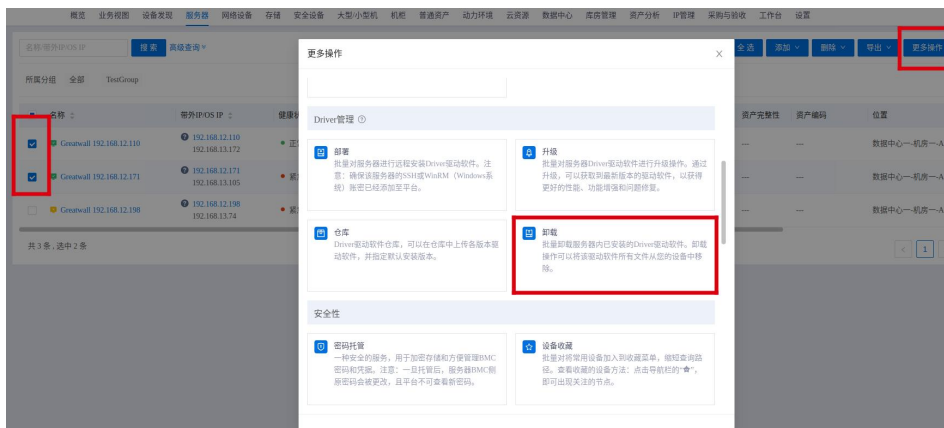 概览 业务视图 设备发现 服务器 网络设备 存储 安全设备 大型/小型机 机柜 普通资产 动力环境 云资源 数据中心 库房管理 资产分析 IP管理 采购与验收 工作台 设置
名称/带外IP/OS IP 搜索 高级查询 全选 添加 删除 导出 更多操作
更多操作 X
所属分组 全部 TestGroup
Driver管理
名称 带外IP/OS IP 健康状 资产完整性 资产编码 位置
部署
批量对服务器进行远程安装Driver驱动软件。注
意：确保该服务器的SSH或WinRM（Windows系
统）账密已经添加至平台。
升级
批量对服务器Driver驱动软件进行升级操作。通过
升级，可以获取到最新版本的驱动软件，以获得
更好的性能、功能增强和问题修复。
Greatwall 192.168.12.110 192.168.12.110 正 — — 数据中心一-机房一-A
192.168.13.172
Greatwall 192.168.12.171 192.168.12.171 紧 — — 数据中心一-机房一-A
192.168.13.105
Greatwall 192.168.12.198 192.168.12.198 紧 — — 数据中心一-机房一-A
192.168.13.74
仓库
Driver驱动软件仓库，可以在仓库中上传各版本驱
动软件，并指定默认安装版本。
卸载
批量卸载服务器内已安装的Driver驱动软件。卸载
操作可以将该驱动软件所有文件从您的设备中移
除。
共 3 条 , 选中 2 条 < 1
安全性
密码托管
一种安全的服务，用于加密存储和方便管理BMC
密码和凭据。注意：一旦托管后，服务器BMC侧
原密码会被更改，且平台不可查看新密码。
设备收藏
批量对将常用设备加入到收藏菜单，缩短查询路
径。查看收藏的设备方法：点击导航栏的“★”，
即可出现关注的节点。